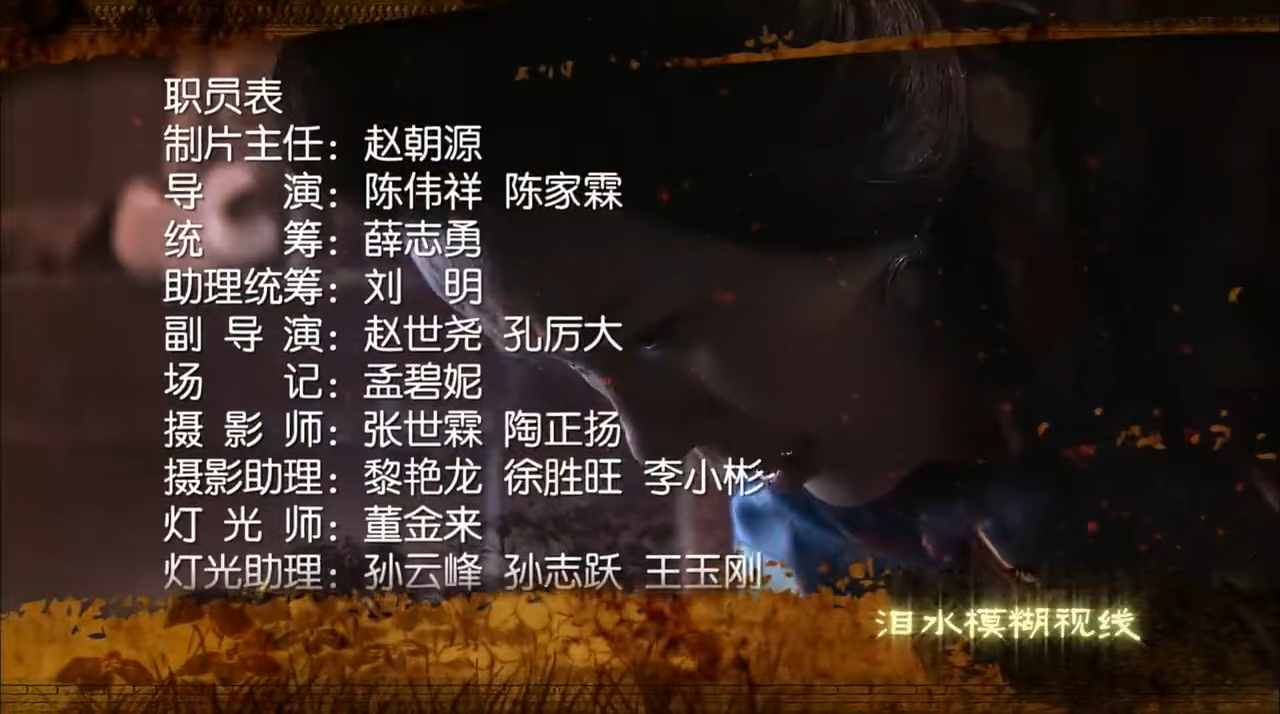 职员表
制片主任：赵朝源
导　　演：陈伟祥 陈家霖
统　　筹：薛志勇
助理统筹：刘　明
副 导 演：赵世尧 孔厉大
场　　记：孟碧妮
摄 影 师：张世霖 陶正扬
摄影助理：黎艳龙 徐胜旺 李小彬
灯 光 师：董金来
灯光助理：孙云峰 孙志跃 王玉刚
泪水模糊视线